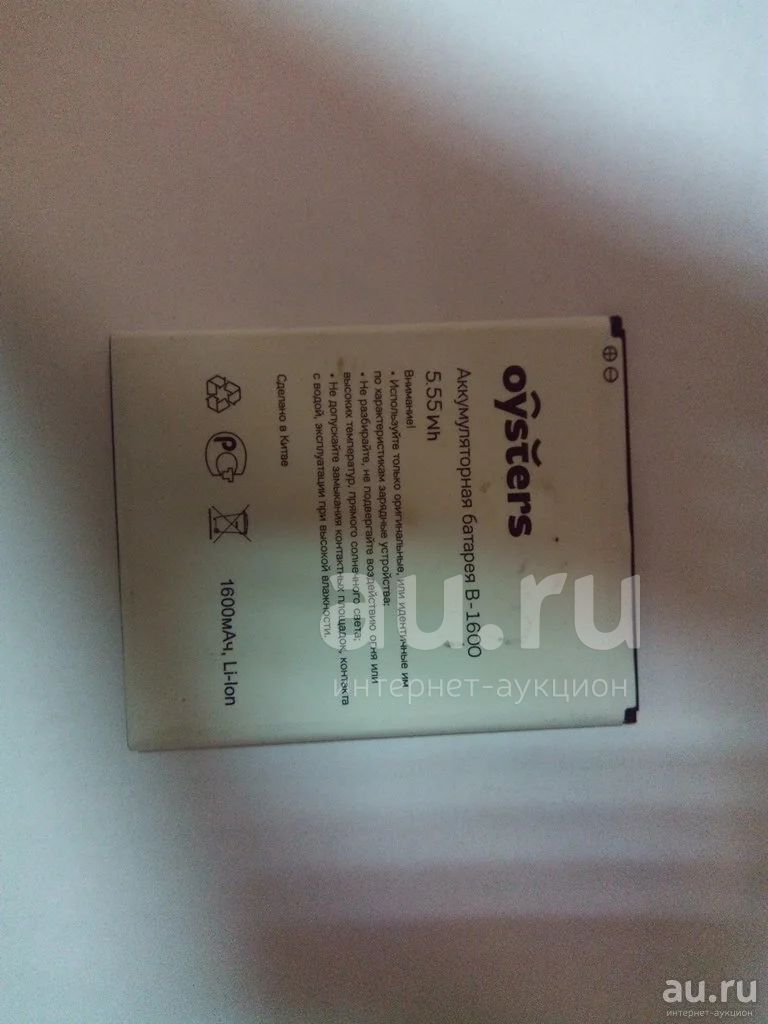 oysters
Аккумуляторная батарея B-1600
5.55Wh
Внимание!
• Используйте только оригинальные, или идентичные им
по характеристикам зарядные устройства;
• Не разбирайте, не подвергайте воздействию огня или
высоких температур, прямого солнечного света;
• Не допускайте замыкания контактных площадок, контакта
с водой, эксплуатации при высокой влажности.
Сделано в Китае
1600мАч, Li-Ion
au.ru
интернет-аукцион
au.ru
интернет-аукцион